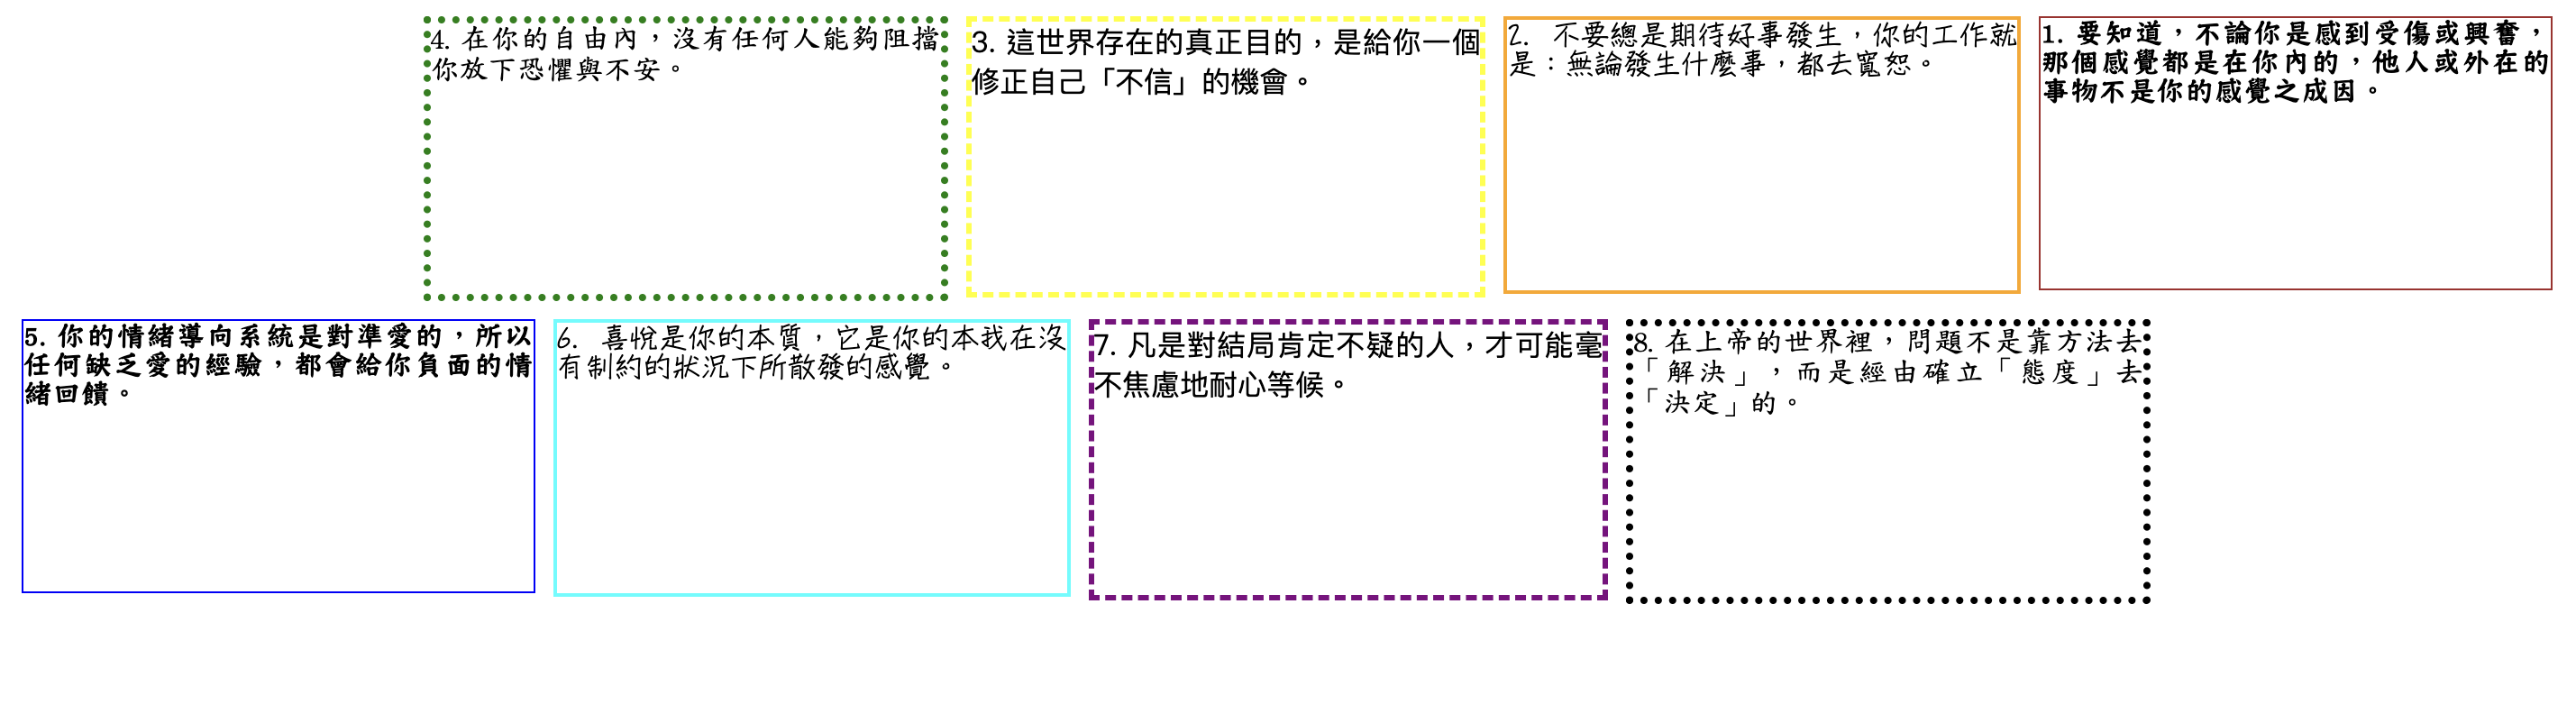 4. 在你的自由內，沒有任何人能夠阻擋
你放下恐懼與不安。
3. 這世界存在的真正目的，是給你一個
修正自己「不信」的機會。
2. 不要總是期待好事發生，你的工作就
是：無論發生什麼事，都去寬恕。
1. 要知道，不論你是感到受傷或興奮，
那個感覺都是在你內的，他人或外在的
事物不是你的感覺之成因。
5. 你的情緒導向系統是對準愛的，所以
任何缺乏愛的經驗，都會給你負面的情
緒回饋。
6. 喜悅是你的本質，它是你的本我在沒
有制約的狀況下所散發的感覺。
7. 凡是對結局肯定不疑的人，才可能毫
不焦慮地耐心等候。
8. 在上帝的世界裡，問題不是靠方法去
「解決」，而是經由確立「態度」去
「決定」的。